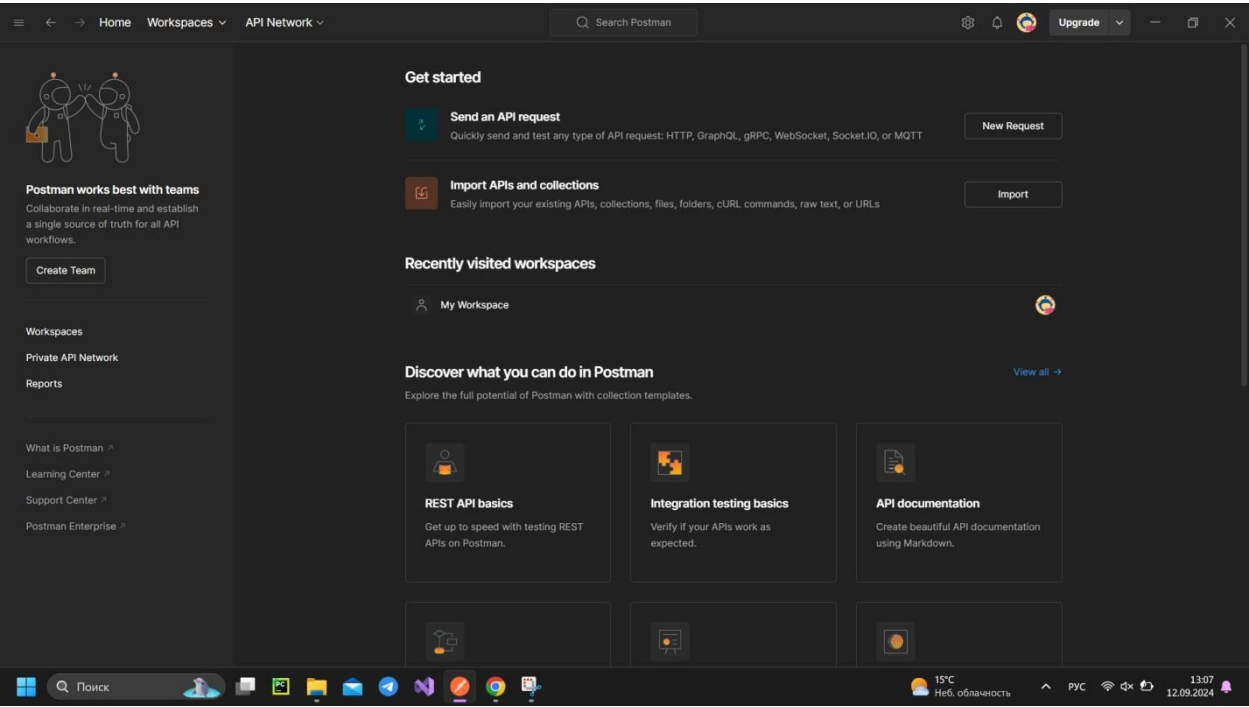 Home Workspaces API Network Search Postman Upgrade
Postman works best with teams
Collaborate in real-time and establish
a single source of truth for all API
workflows.
Create Team
Workspaces
Private API Network
Reports
What is Postman
Learning Center
Support Center
Postman Enterprise
Get started
Send an API request
Quickly send and test any type of API request: HTTP, GraphQL, gRPC, WebSocket, Socket.IO, or MQTT
New Request
Import APIs and collections
Easily import your existing APIs, collections, files, folders, cURL commands, raw text, or URLs
Import
Recently visited workspaces
My Workspace
Discover what you can do in Postman
View all →
Explore the full potential of Postman with collection templates.
REST API basics
Get up to speed with testing REST
APIs on Postman.
Integration testing basics
Verify if your APIs work as
expected.
API documentation
Create beautiful API documentation
using Markdown.
Поиск
PC
15°C
Неб. облачность
РУС
13:07
12.09.2024